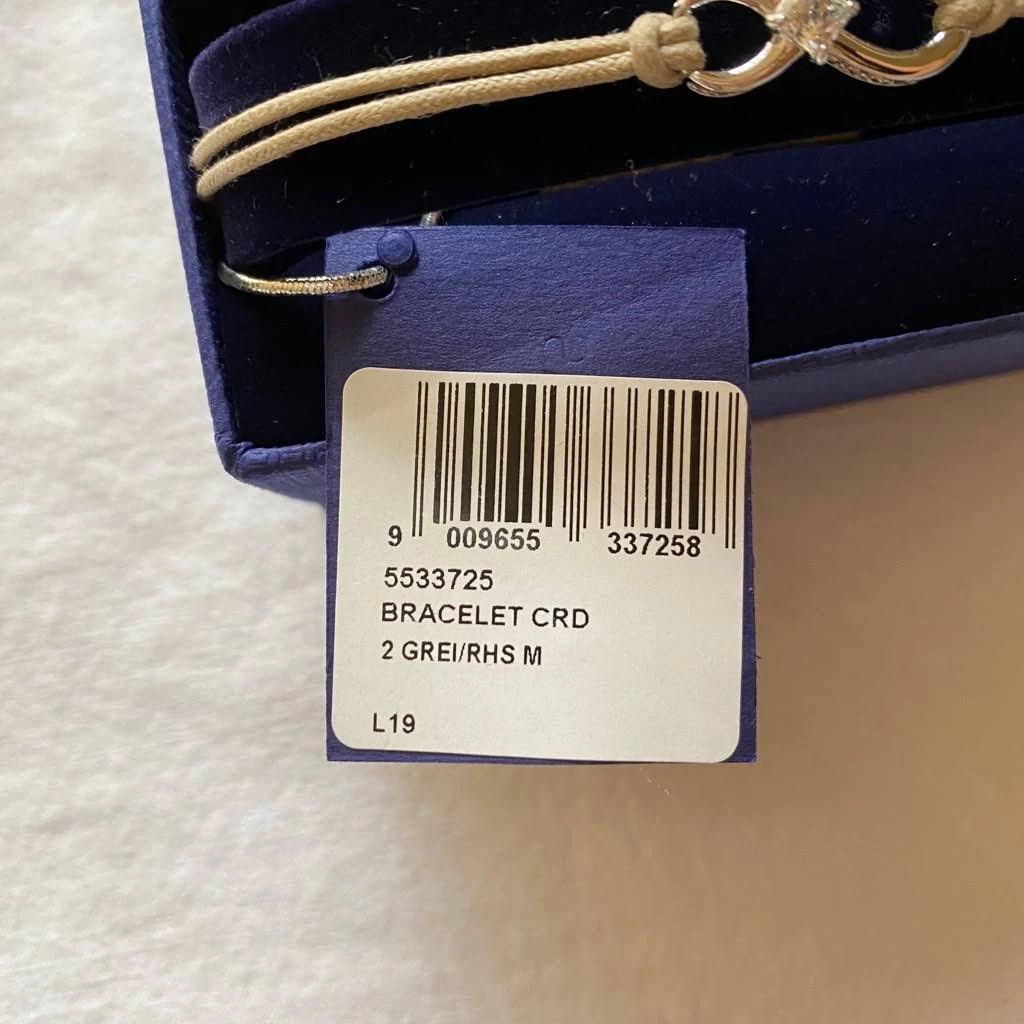 9 009655 337258
5533725
BRACELET CRD
2 GREI/RHS M
L19